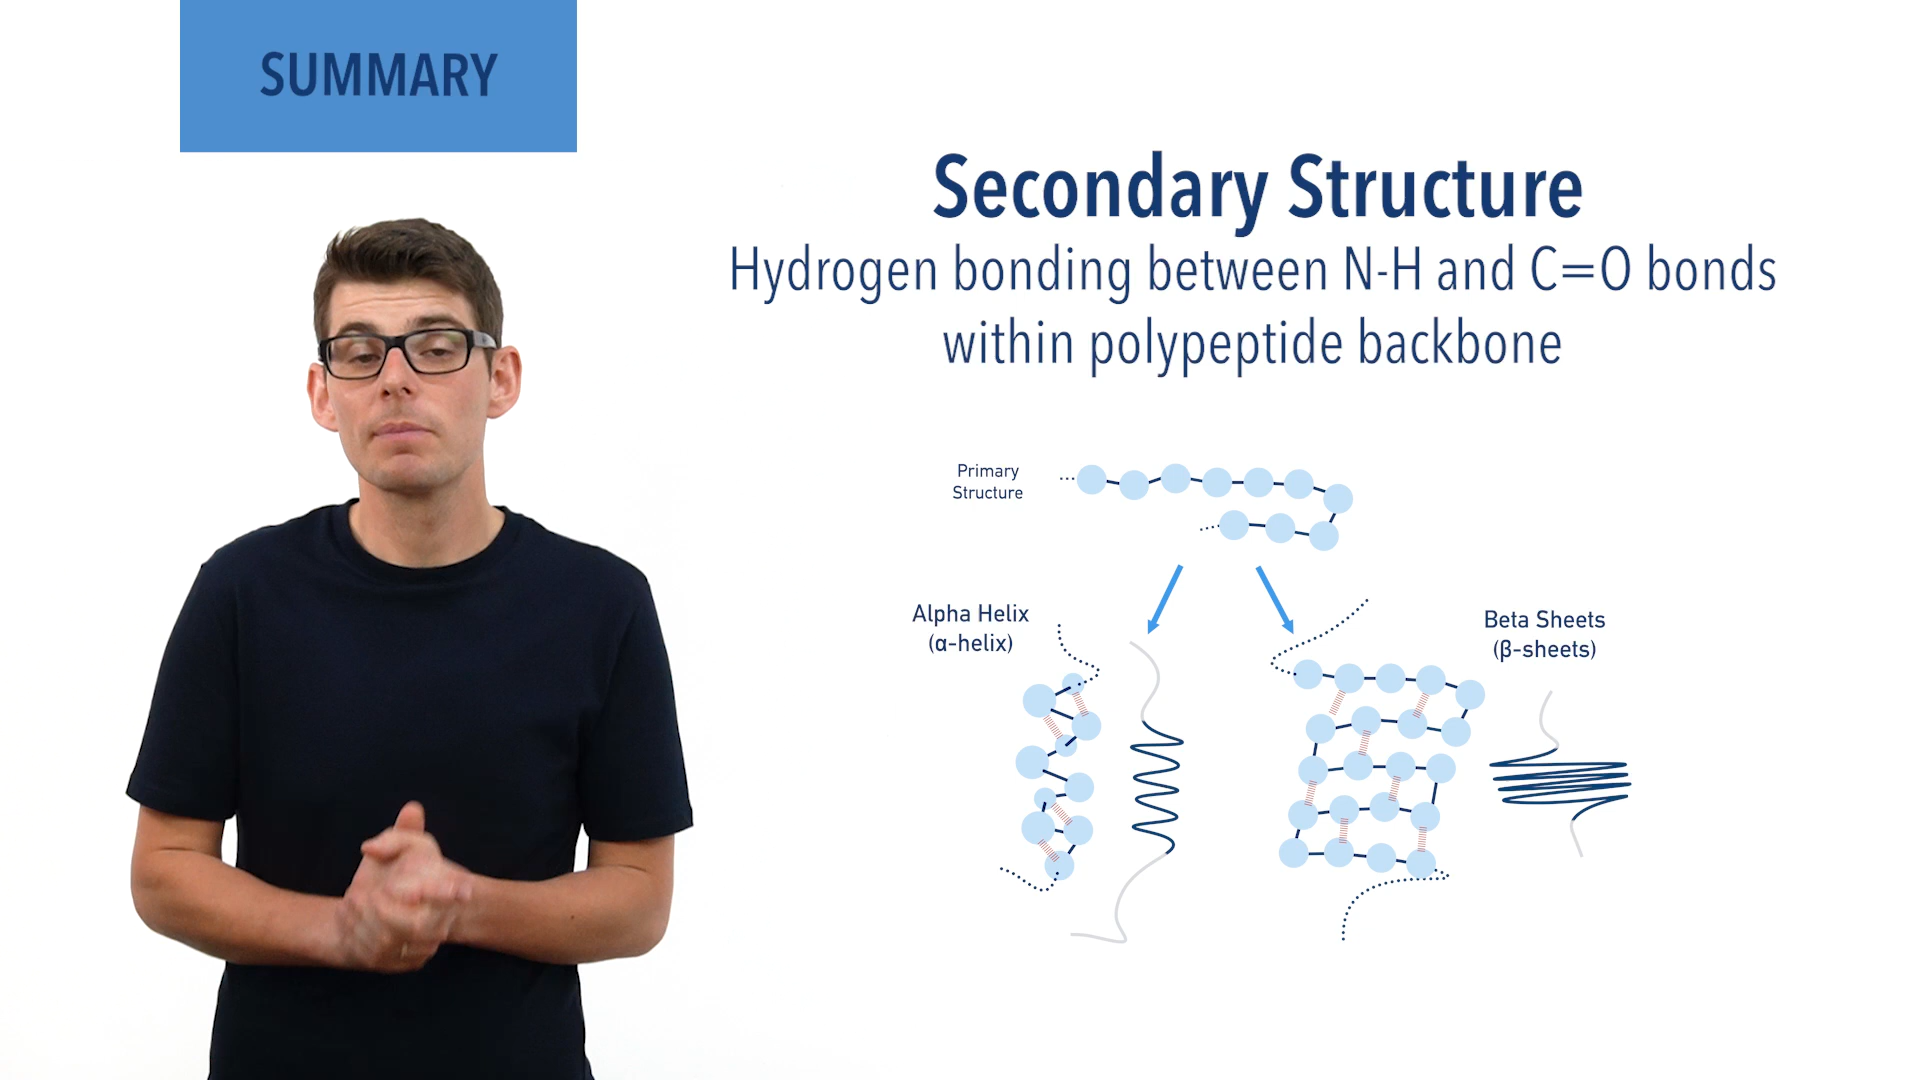 SUMMARY
Secondary Structure
Hydrogen bonding between N-H and C=O bonds
within polypeptide backbone
Primary
Structure
Alpha Helix
(α-helix)
Beta Sheets
(β-sheets)